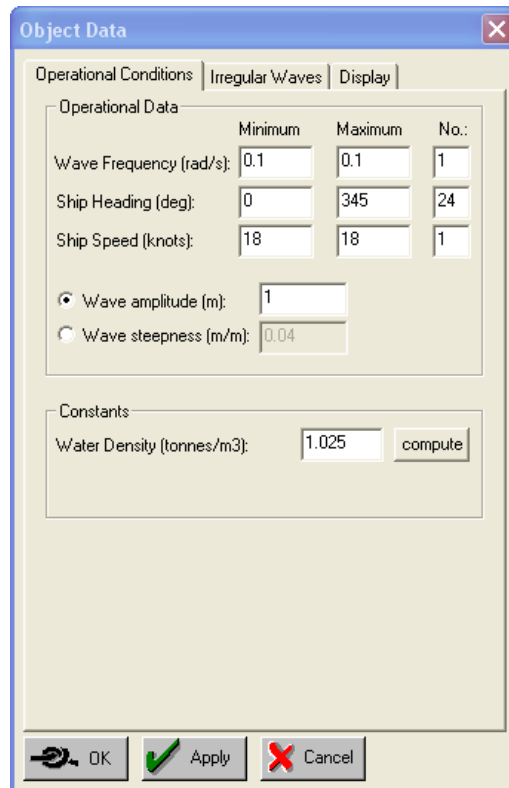 Object Data
Operational Conditions Irregular Waves Display
Operational Data
Minimum Maximum No.:
Wave Frequency (rad/s): 0.1 0.1 1
Ship Heading (deg): 0 345 24
Ship Speed (knots): 18 18 1
Wave amplitude (m): 1
Wave steepness (m/m): 0.04
Constants
Water Density (tonnes/m3): 1.025 compute
OK Apply Cancel